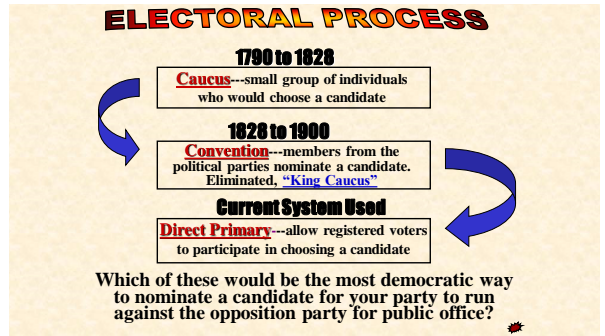 ELECTORAL PROCESS
1790 to 1828
Caucus---small group of individuals
who would choose a candidate
1828 to 1900
Convention---members from the
political parties nominate a candidate.
Eliminated, “King Caucus”
Current System Used
Direct Primary---allow registered voters
to participate in choosing a candidate
Which of these would be the most democratic way
to nominate a candidate for your party to run
against the opposition party for public office?